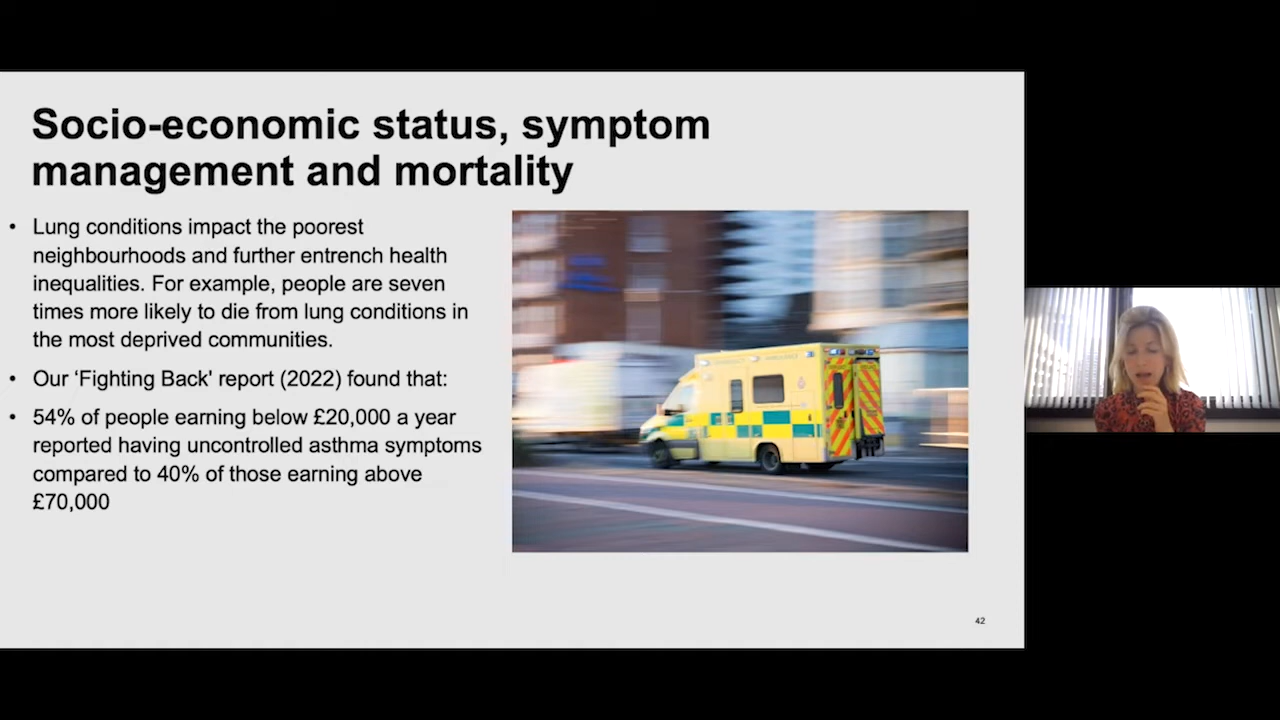 Socio-economic status, symptom
management and mortality
• Lung conditions impact the poorest
neighbourhoods and further entrench health
inequalities. For example, people are seven
times more likely to die from lung conditions in
the most deprived communities.
• Our ‘Fighting Back' report (2022) found that:
• 54% of people earning below £20,000 a year
reported having uncontrolled asthma symptoms
compared to 40% of those earning above
£70,000
42